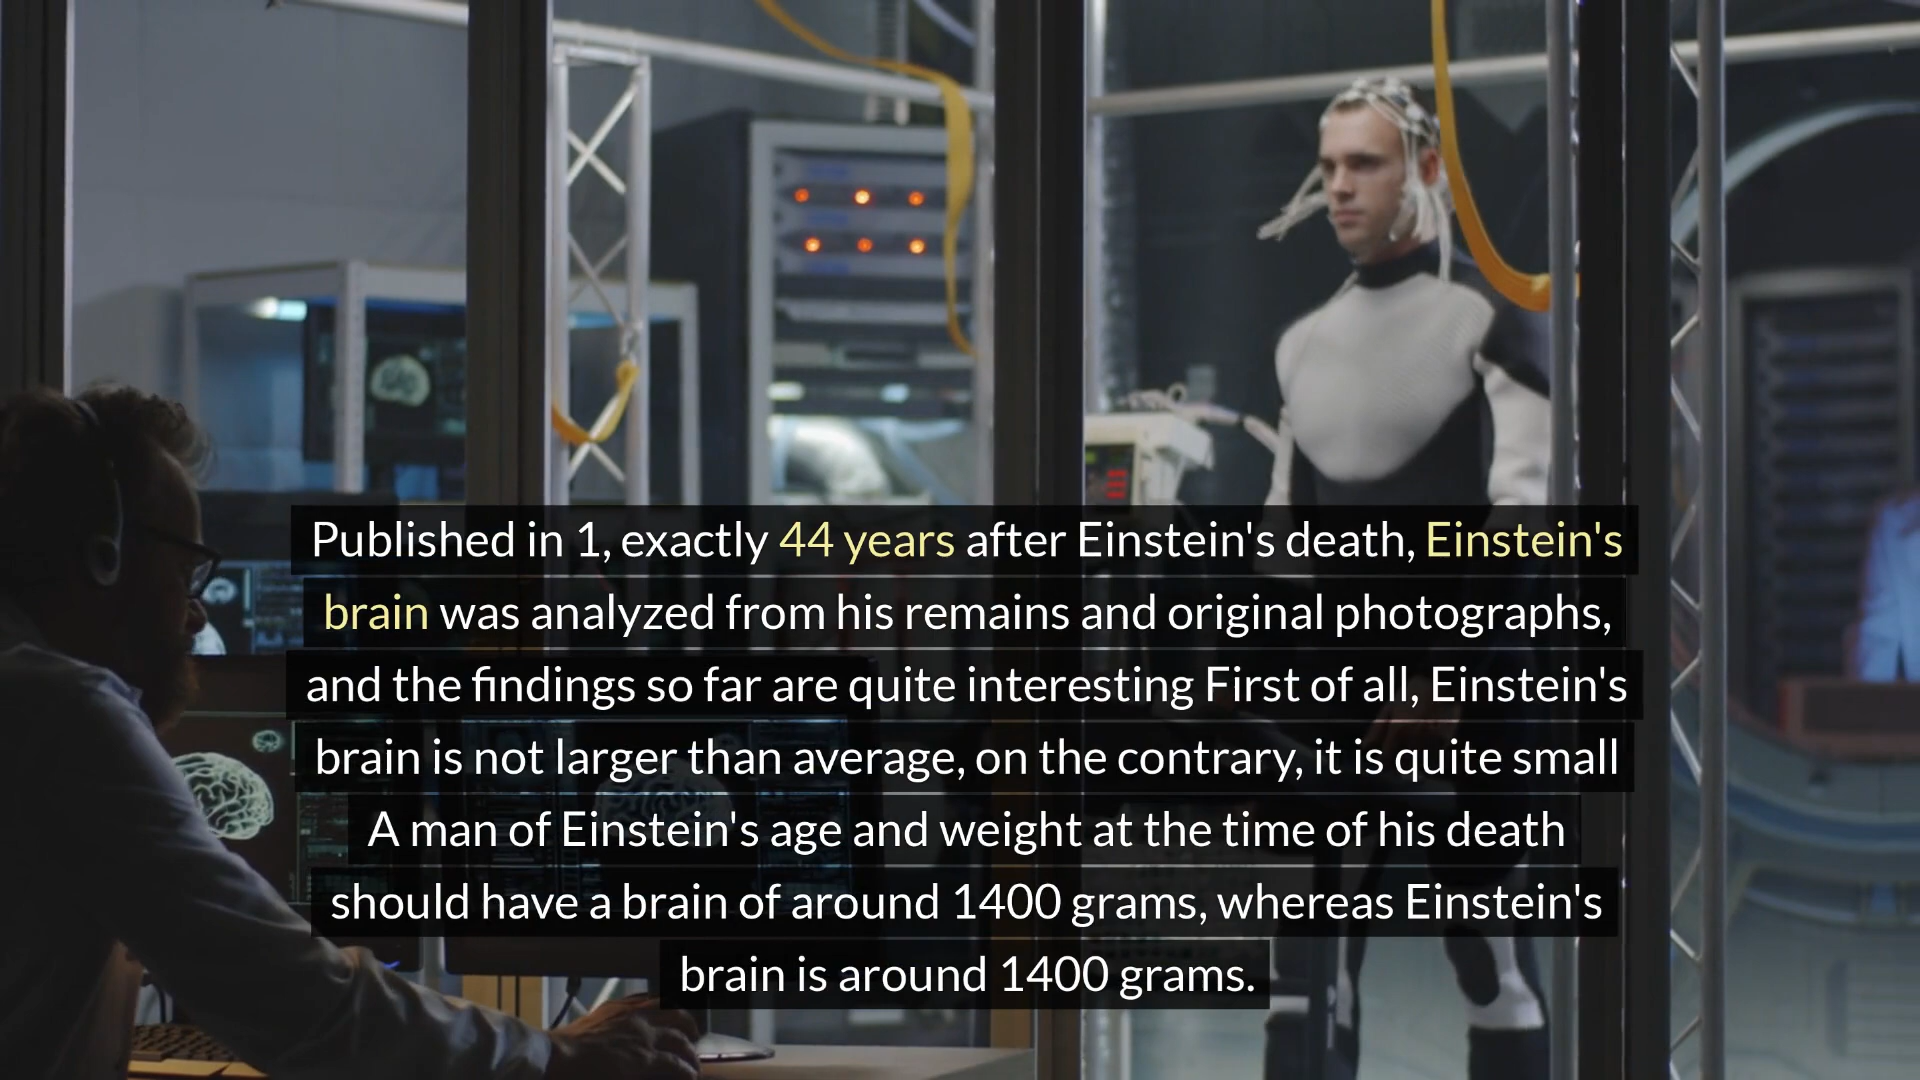 Published in 1, exactly 44 years after Einstein's death, Einstein's
brain was analyzed from his remains and original photographs,
and the findings so far are quite interesting First of all, Einstein's
brain is not larger than average, on the contrary, it is quite small
A man of Einstein's age and weight at the time of his death
should have a brain of around 1400 grams, whereas Einstein's
brain is around 1400 grams.